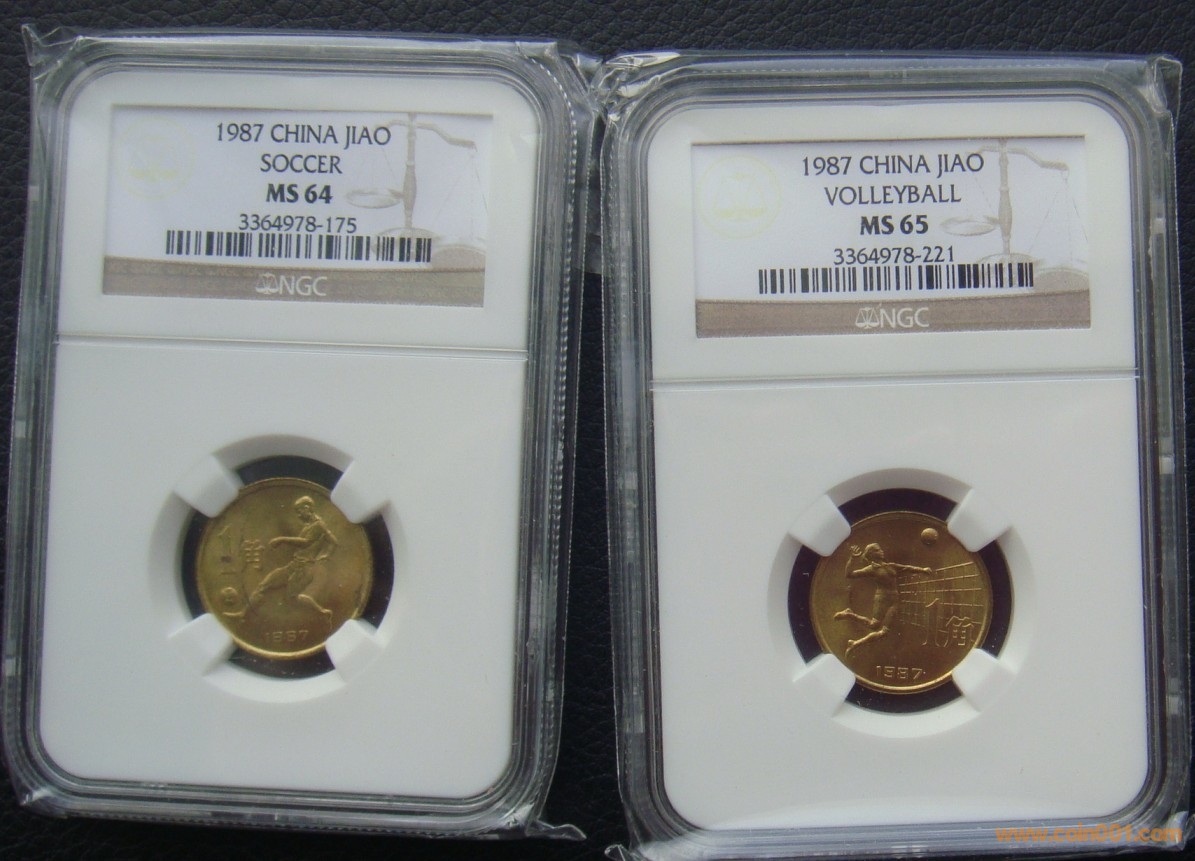 1987 CHINA JIAO
SOCCER
MS 64
3364978-175
NGC
1角
1987
1987 CHINA JIAO
VOLLEYBALL
MS 65
3364978-221
NGC
1角
1987
www.coin001.com